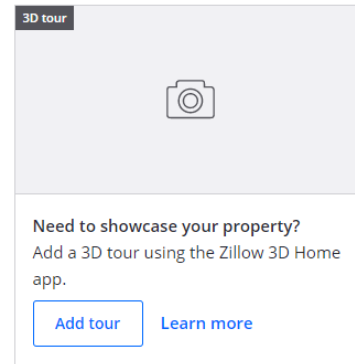 3D tour
Need to showcase your property?
Add a 3D tour using the Zillow 3D Home
app.
Add tour
Learn more